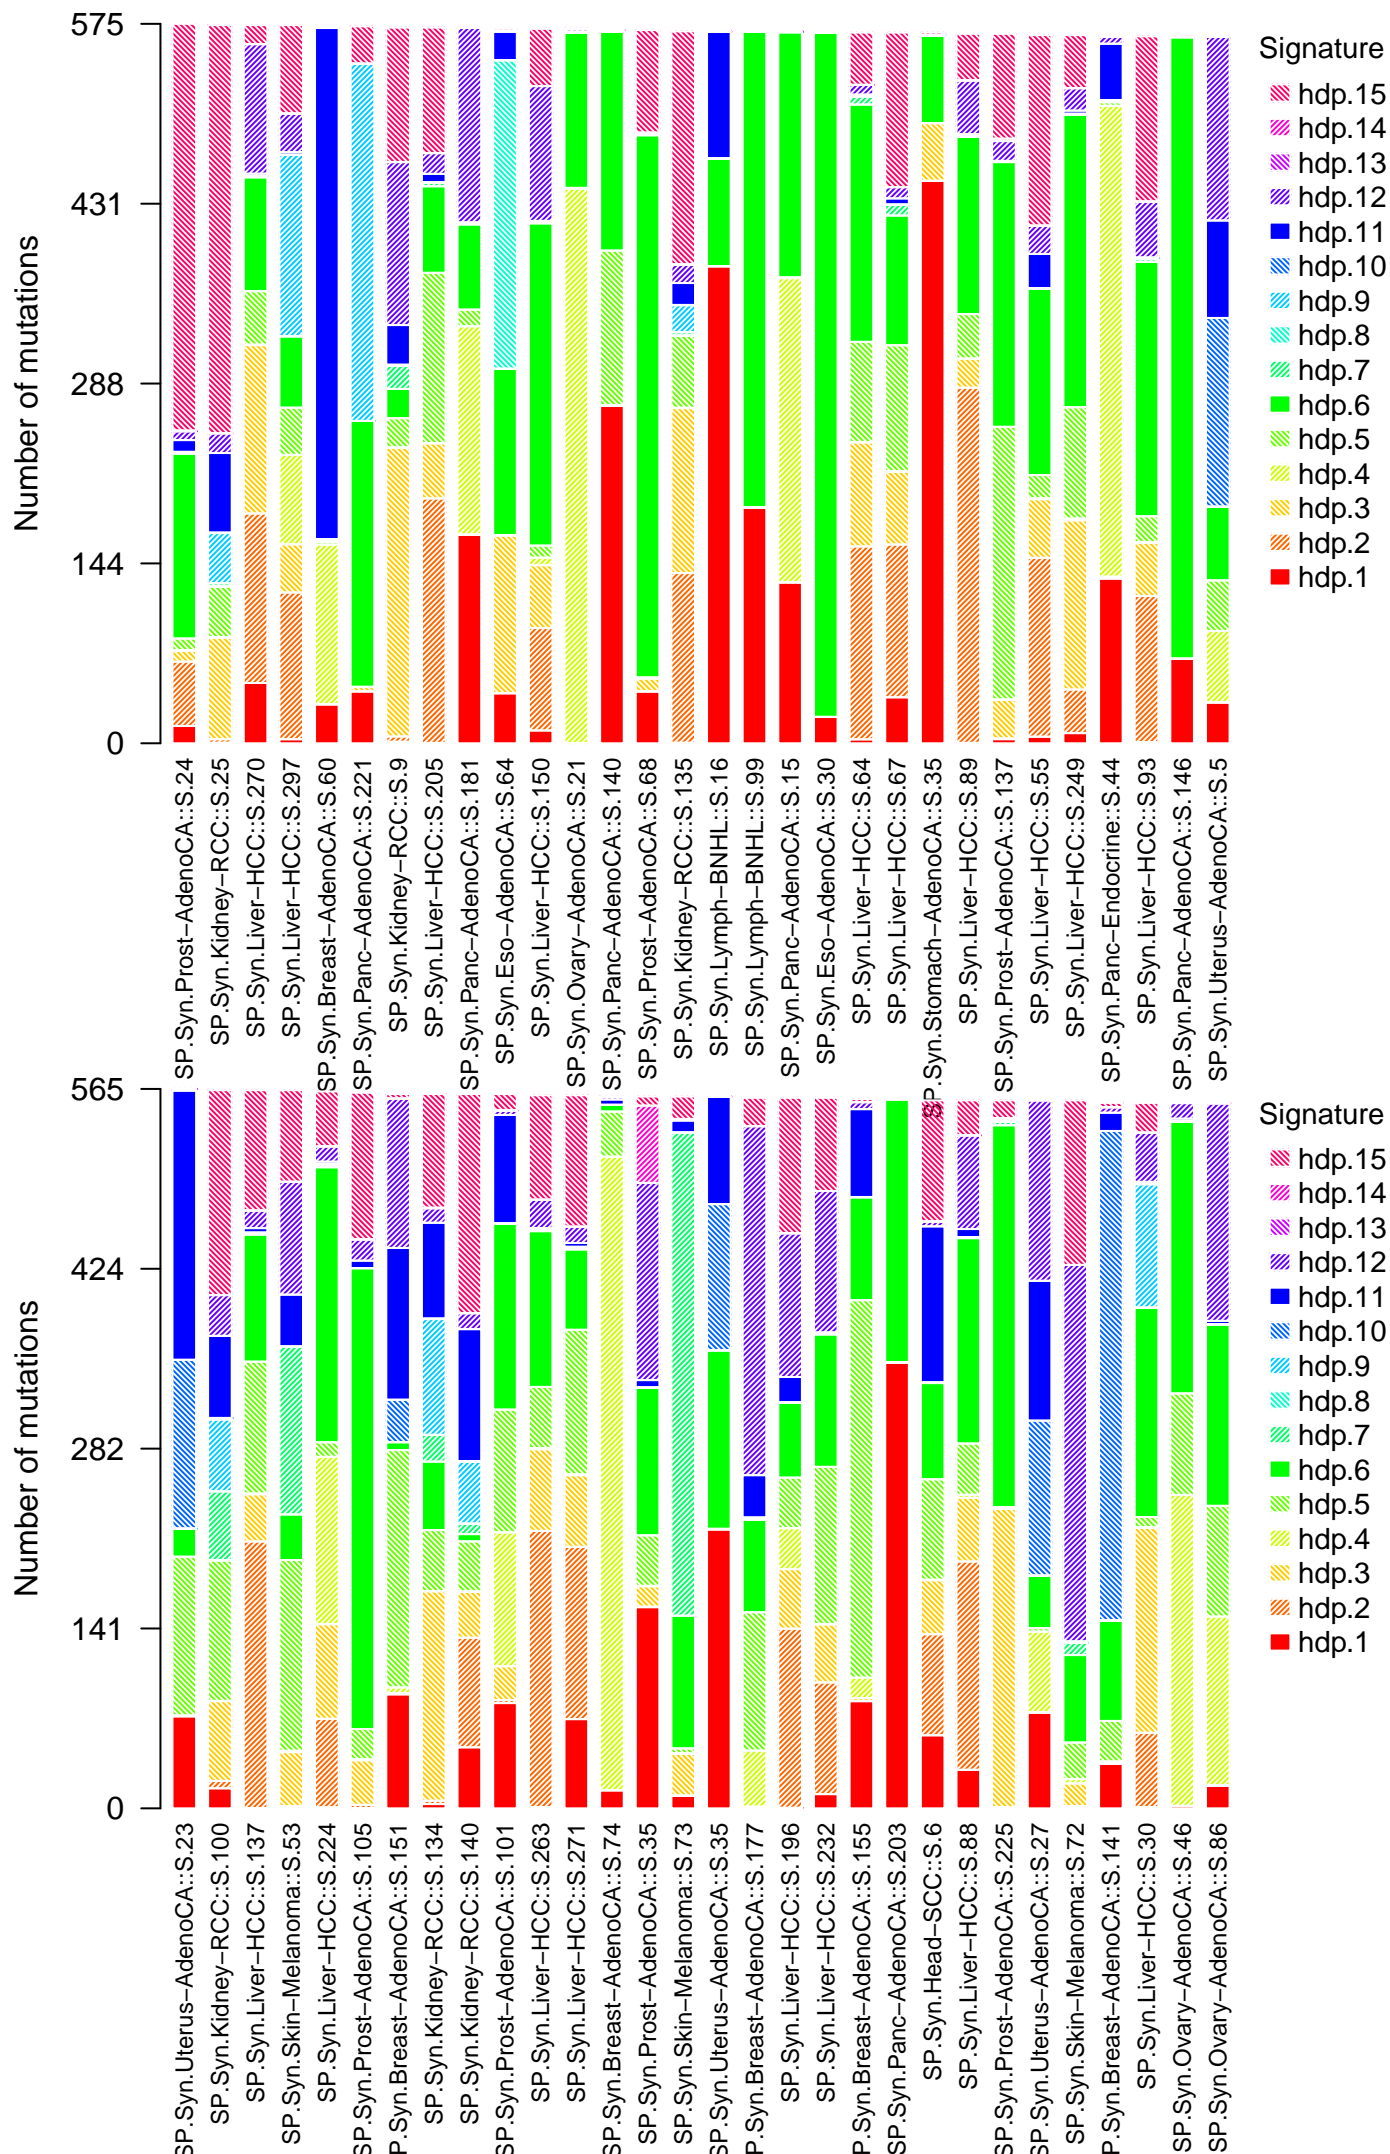 575
431
288
144
0
Number of mutations
Signature
hdp.15
hdp.14
hdp.13
hdp.12
hdp.11
hdp.10
hdp.9
hdp.8
hdp.7
hdp.6
hdp.5
hdp.4
hdp.3
hdp.2
hdp.1
SP.Syn.Prost−AdenoCA::S.24
SP.Syn.Kidney−RCC::S.25
SP.Syn.Liver−HCC::S.270
SP.Syn.Liver−HCC::S.297
SP.Syn.Breast−AdenoCA::S.60
SP.Syn.Panc−AdenoCA::S.221
SP.Syn.Kidney−RCC::S.9
SP.Syn.Liver−HCC::S.205
SP.Syn.Panc−AdenoCA::S.181
SP.Syn.Eso−AdenoCA::S.64
SP.Syn.Liver−HCC::S.150
SP.Syn.Ovary−AdenoCA::S.21
SP.Syn.Panc−AdenoCA::S.140
SP.Syn.Prost−AdenoCA::S.68
SP.Syn.Kidney−RCC::S.135
SP.Syn.Lymph−BNHL::S.16
SP.Syn.Lymph−BNHL::S.99
SP.Syn.Panc−AdenoCA::S.15
SP.Syn.Eso−AdenoCA::S.30
SP.Syn.Liver−HCC::S.64
SP.Syn.Liver−HCC::S.67
SP.Syn.Stomach−AdenoCA::S.35
SP.Syn.Liver−HCC::S.89
SP.Syn.Prost−AdenoCA::S.137
SP.Syn.Liver−HCC::S.55
SP.Syn.Liver−HCC::S.249
SP.Syn.Panc−Endocrine::S.44
SP.Syn.Liver−HCC::S.93
SP.Syn.Panc−AdenoCA::S.146
SP.Syn.Uterus−AdenoCA::S.5
565
424
282
141
0
Number of mutations
Signature
hdp.15
hdp.14
hdp.13
hdp.12
hdp.11
hdp.10
hdp.9
hdp.8
hdp.7
hdp.6
hdp.5
hdp.4
hdp.3
hdp.2
hdp.1
SP.Syn.Uterus−AdenoCA::S.23
SP.Syn.Kidney−RCC::S.100
SP.Syn.Liver−HCC::S.137
SP.Syn.Skin−Melanoma::S.53
SP.Syn.Liver−HCC::S.224
SP.Syn.Prost−AdenoCA::S.105
SP.Syn.Breast−AdenoCA::S.151
SP.Syn.Kidney−RCC::S.134
SP.Syn.Kidney−RCC::S.140
SP.Syn.Prost−AdenoCA::S.101
SP.Syn.Liver−HCC::S.263
SP.Syn.Liver−HCC::S.271
SP.Syn.Breast−AdenoCA::S.74
SP.Syn.Prost−AdenoCA::S.35
SP.Syn.Skin−Melanoma::S.73
SP.Syn.Uterus−AdenoCA::S.35
SP.Syn.Breast−AdenoCA::S.177
SP.Syn.Liver−HCC::S.196
SP.Syn.Liver−HCC::S.232
SP.Syn.Breast−AdenoCA::S.155
SP.Syn.Panc−AdenoCA::S.203
SP.Syn.Head−SCC::S.6
SP.Syn.Liver−HCC::S.88
SP.Syn.Prost−AdenoCA::S.225
SP.Syn.Uterus−AdenoCA::S.27
SP.Syn.Skin−Melanoma::S.72
SP.Syn.Breast−AdenoCA::S.141
SP.Syn.Liver−HCC::S.30
SP.Syn.Ovary−AdenoCA::S.46
SP.Syn.Ovary−AdenoCA::S.86